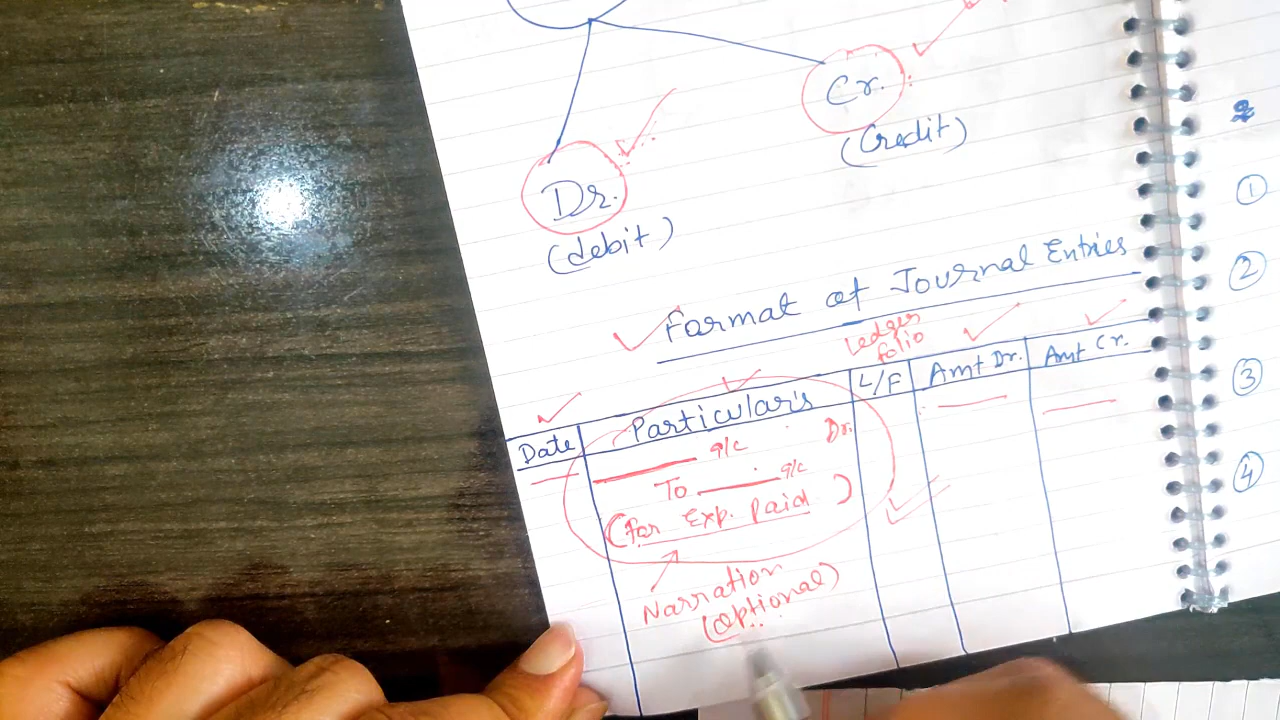 Cr.
(Credit)
Dr.
(debit)
Format of Journal Entries
Ledger
folio
Date Particulars L/F Amt Dr. Amt Cr.
a/c Dr.
To a/c
(For Exp. Paid)
Narration
(optional)
1
2
3
4